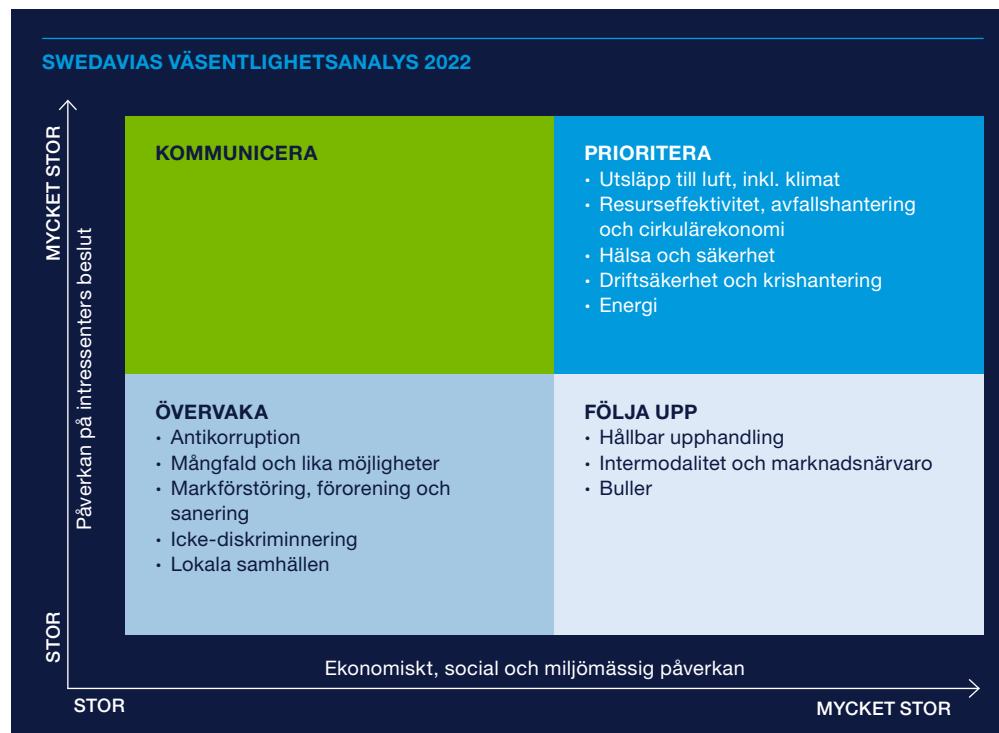 SWEDAVIAS VÄSENTLIGHETSANALYS 2022
MYCKET STOR
Påverkan på intressenters beslut
STOR
KOMMUNICERA
PRIORITERA
· Utsläpp till luft, inkl. klimat
· Resurseffektivitet, avfallshantering
och cirkulärekonomi
· Hälsa och säkerhet
· Driftsäkerhet och krishantering
· Energi
ÖVERVAKA
· Antikorruption
· Mångfald och lika möjligheter
· Markförstöring, förorening och
sanering
· Icke-diskriminnering
· Lokala samhällen
FÖLJA UPP
· Hållbar upphandling
· Intermodalitet och marknadsnärvaro
· Buller
Ekonomiskt, social och miljömässig påverkan
STOR
MYCKET STOR